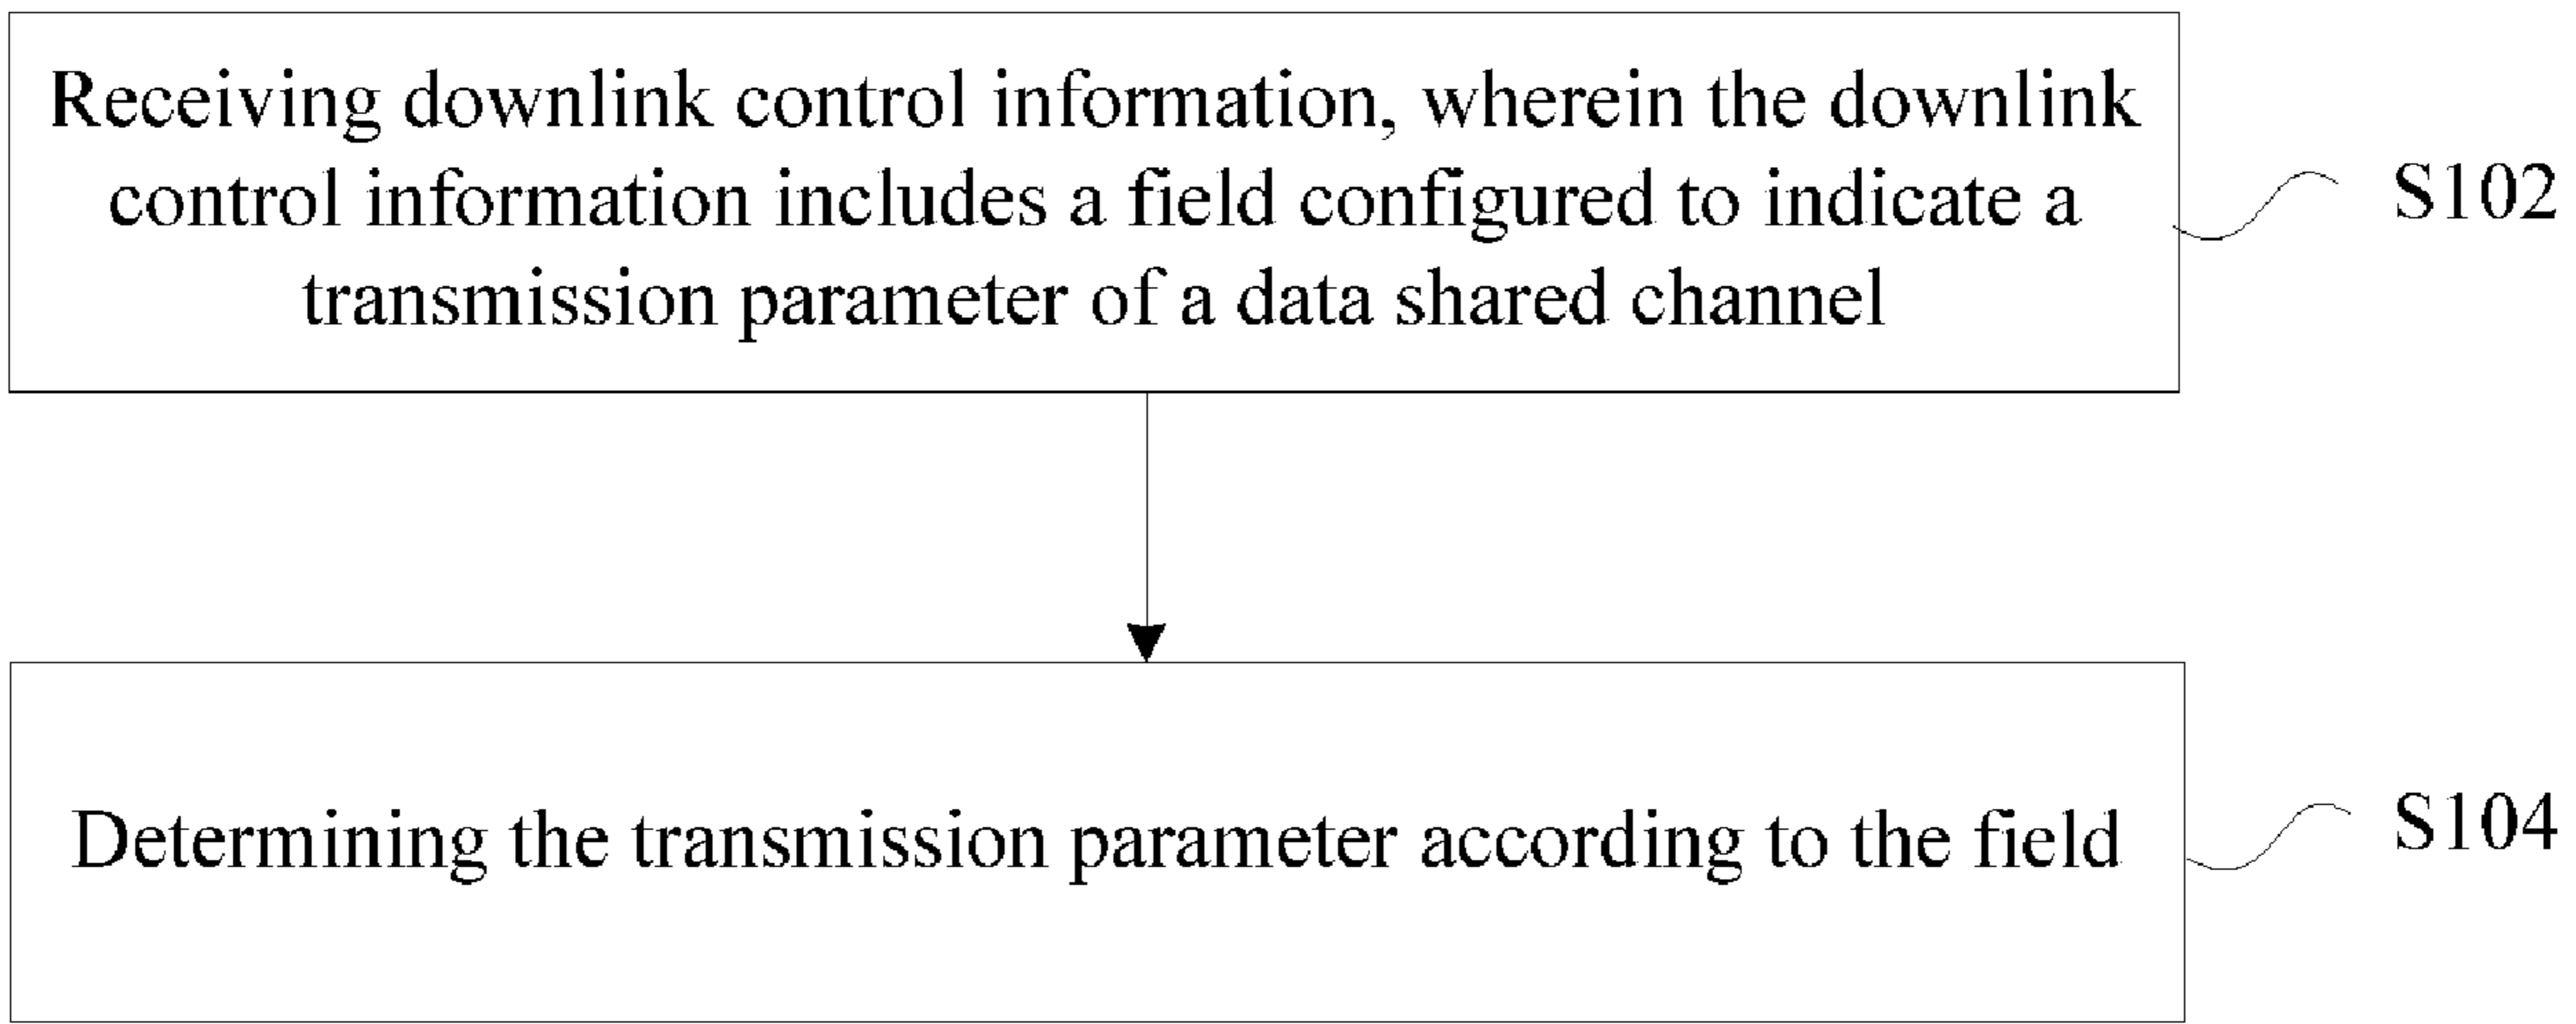 Receiving downlink control information, wherein the downlink
control information includes a field configured to indicate a
transmission parameter of a data shared channel
S102
Determining the transmission parameter according to the field
S104